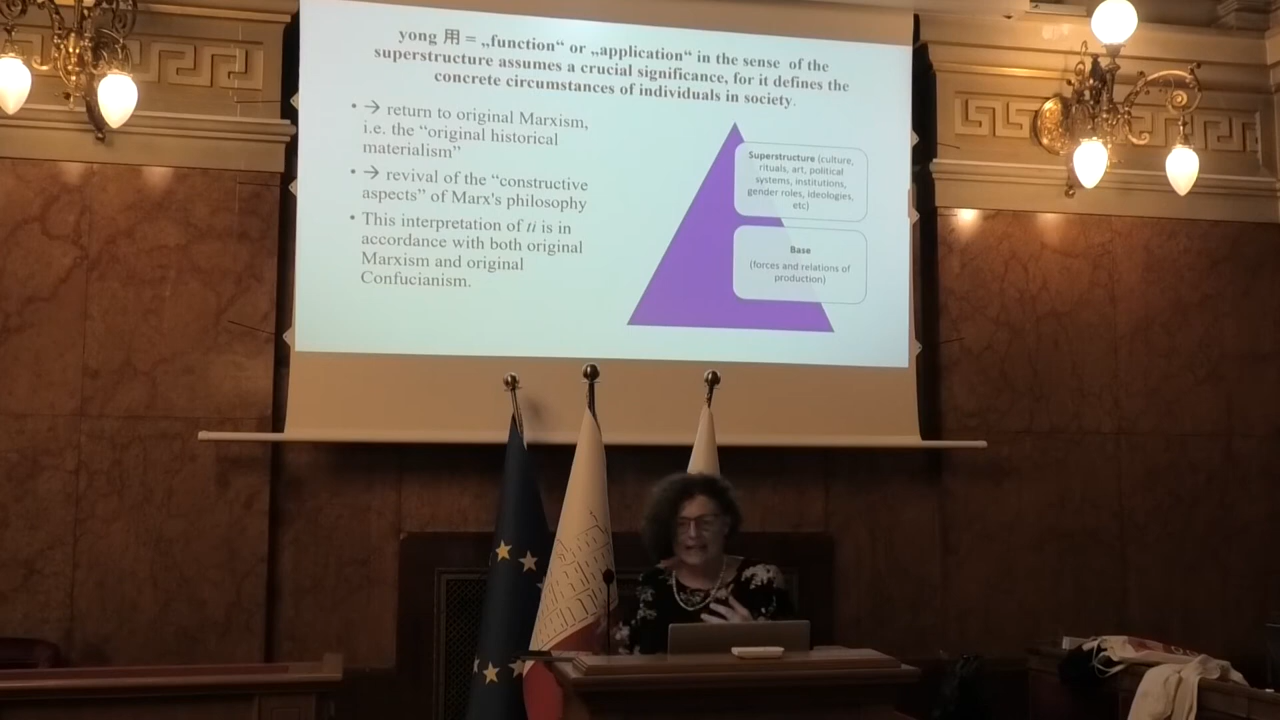 yong 用 = „function“ or „application“ in the sense of the
superstructure assumes a crucial significance, for it defines the
concrete circumstances of individuals in society.
• → return to original Marxism,
i.e. the “original historical
materialism”
• → revival of the “constructive
aspects” of Marx's philosophy
• This interpretation of ti is in
accordance with both original
Marxism and original
Confucianism.
Superstructure (culture,
rituals, art, political
systems, institutions,
gender roles, ideologies,
etc)
Base
(forces and relations of
production)